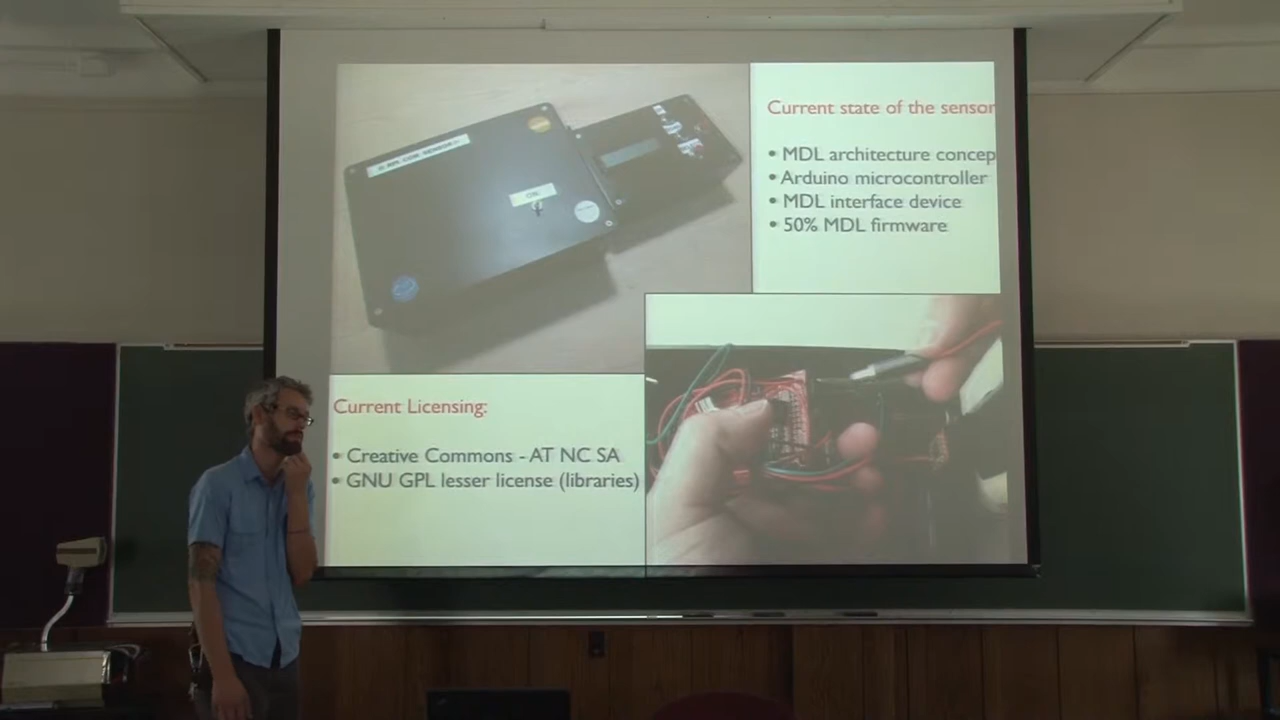 Current state of the sensor
• MDL architecture concep
• Arduino microcontroller
• MDL interface device
• 50% MDL firmware
Current Licensing:
• Creative Commons - AT NC SA
• GNU GPL lesser license (libraries)